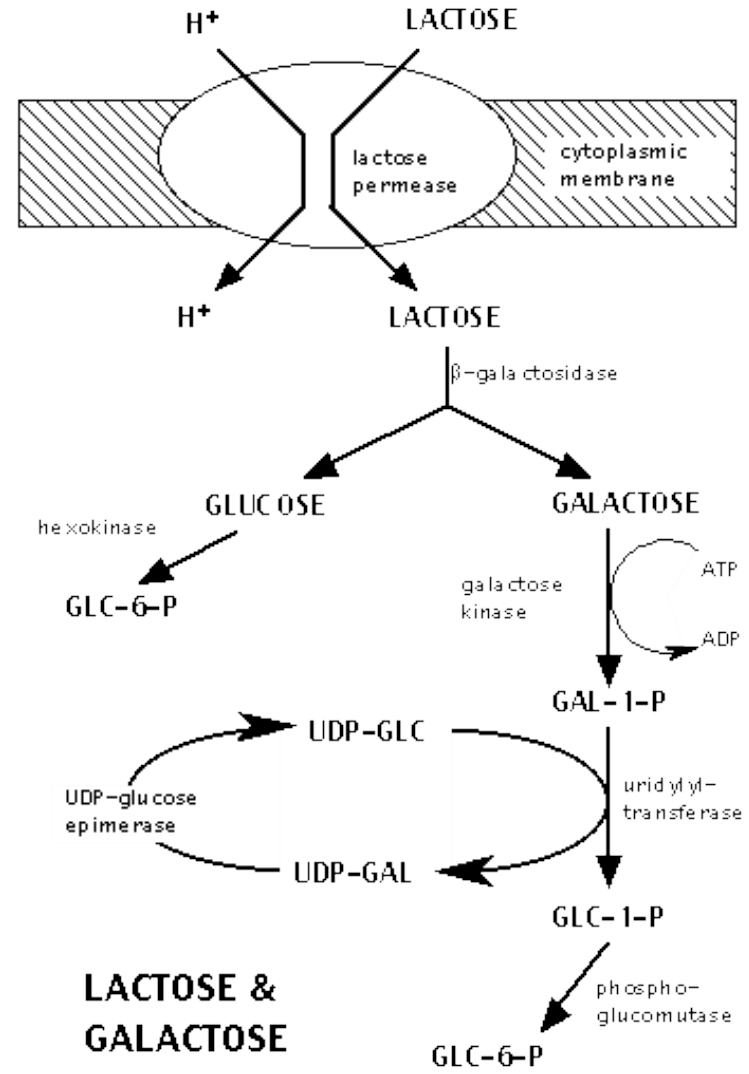 H+ LACTOSE
lactose
permease
cytoplasmic
membrane
H+ LACTOSE
β-galactosidase
GLUCOSE GALACTOSE
hexokinase
GLC-6-P
galactose
kinase
ATP
ADP
GAL-1-P
UDP-GLC
UDP-glucose
epimerase
uridylyl-
transferase
UDP-GAL
GLC-1-P
LACTOSE &
GALACTOSE
phospho-
glucomutase
GLC-6-P